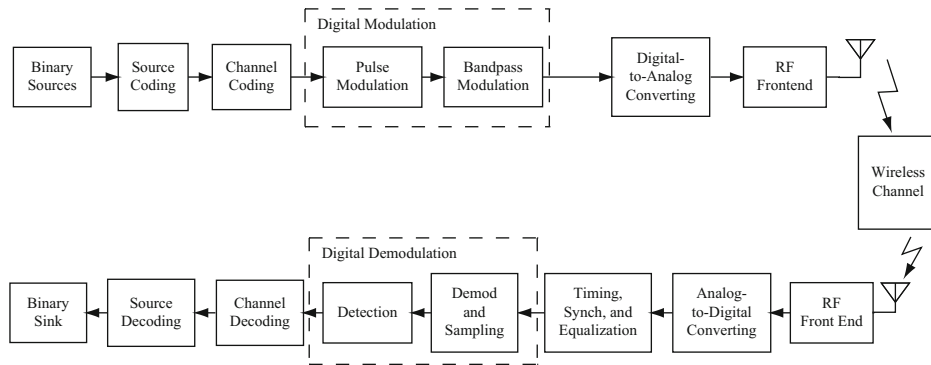 Digital Modulation
Binary
Sources
Source
Coding
Channel
Coding
Pulse
Modulation
Bandpass
Modulation
Digital-
to-Analog
Converting
RF
Frontend
Wireless
Channel
Digital Demodulation
Binary
Sink
Source
Decoding
Channel
Decoding
Detection
Demod
and
Sampling
Timing,
Synch, and
Equalization
Analog-
to-Digital
Converting
RF
Front End